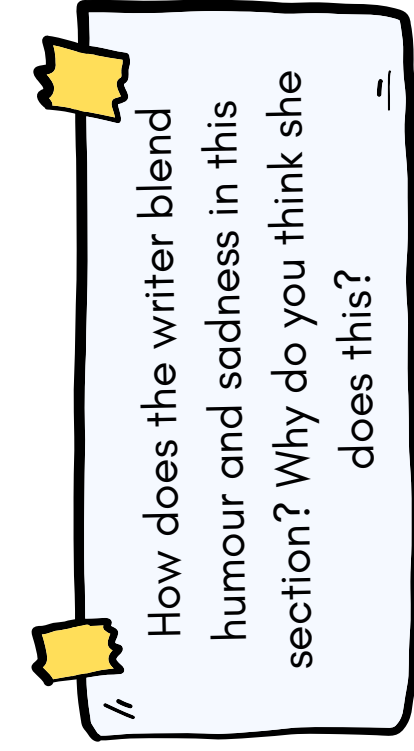 How does the writer blend
humour and sadness in this
section? Why do you think she
does this?